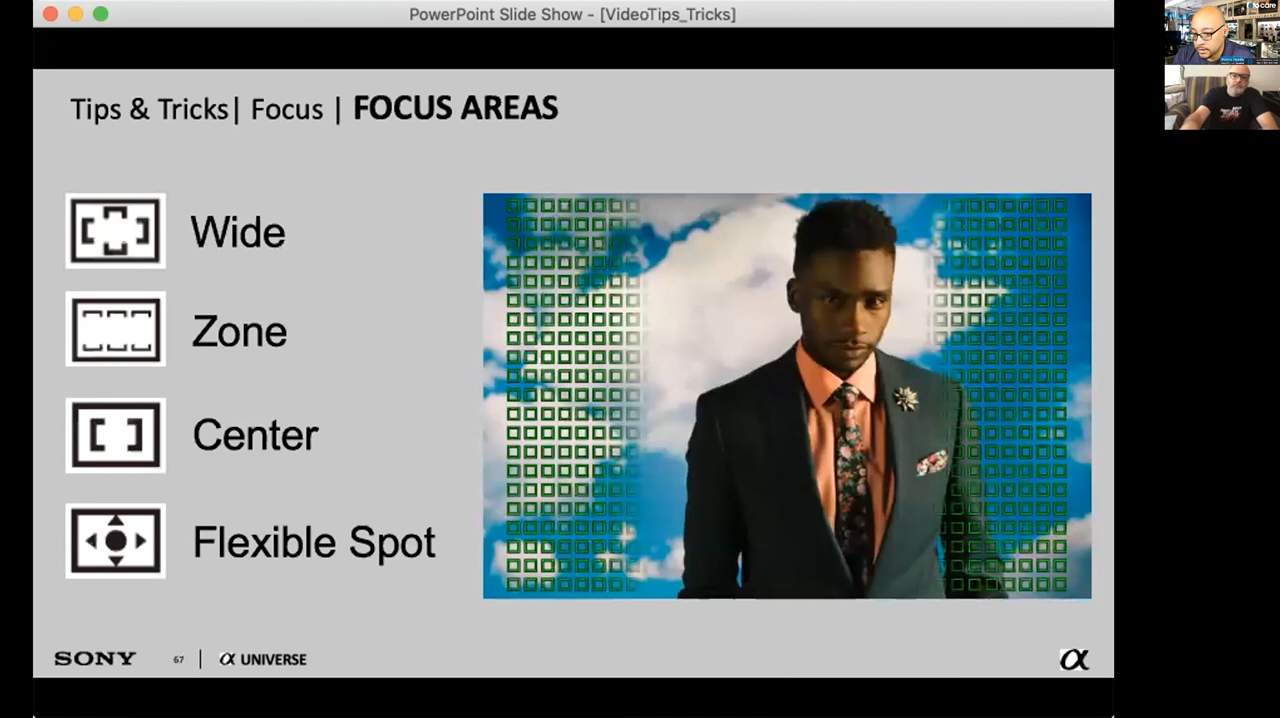 PowerPoint Slide Show - [VideoTips_Tricks]
Tips & Tricks| Focus | FOCUS AREAS
Wide
Zone
Center
Flexible Spot
SONY 67 | α UNIVERSE
α